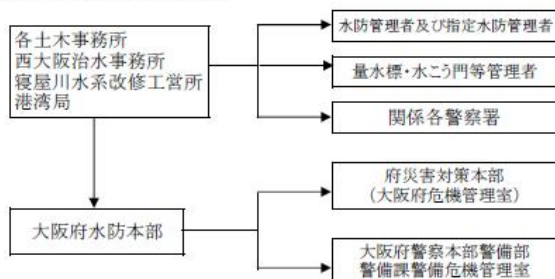 各土木事務所
西大阪治水事務所
寝屋川水系改修工営所
港湾局
水防管理者及び指定水防管理者
量水標・水こう門等管理者
関係各警察署
大阪府水防本部
府災害対策本部
(大阪府危機管理室)
大阪府警察本部警備部
警備課警備危機管理室